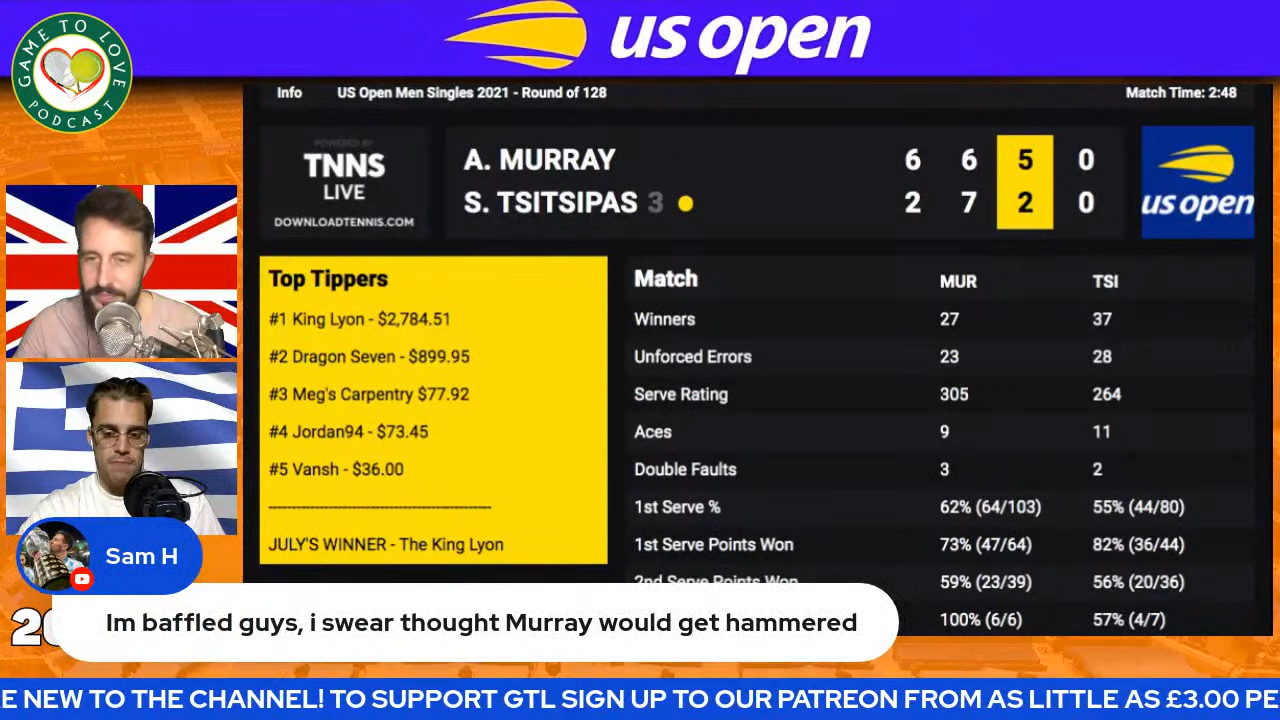 GAME TO LOVE
PODCAST
us open
Info US Open Men Singles 2021 - Round of 128 Match Time: 2:48
POWERED BY
TNNS
LIVE
DOWNLOADTENNIS.COM
A. MURRAY 6 6 5 0
S. TSITSIPAS 3 2 7 2 0
us open
Top Tippers
#1 King Lyon - $2,784.51
#2 Dragon Seven - $899.95
#3 Meg's Carpentry $77.92
#4 Jordan94 - $73.45
#5 Vansh - $36.00
--------------------------------------------------
JULY'S WINNER - The King Lyon
Match MUR TSI
Winners 27 37
Unforced Errors 23 28
Serve Rating 305 264
Aces 9 11
Double Faults 3 2
1st Serve % 62% (64/103) 55% (44/80)
1st Serve Points Won 73% (47/64) 82% (36/44)
2nd Serve Points Won 59% (23/39) 56% (20/36)
100% (6/6) 57% (4/7)
Sam H
Im baffled guys, i swear thought Murray would get hammered
E NEW TO THE CHANNEL! TO SUPPORT GTL SIGN UP TO OUR PATREON FROM AS LITTLE AS £3.00 PE